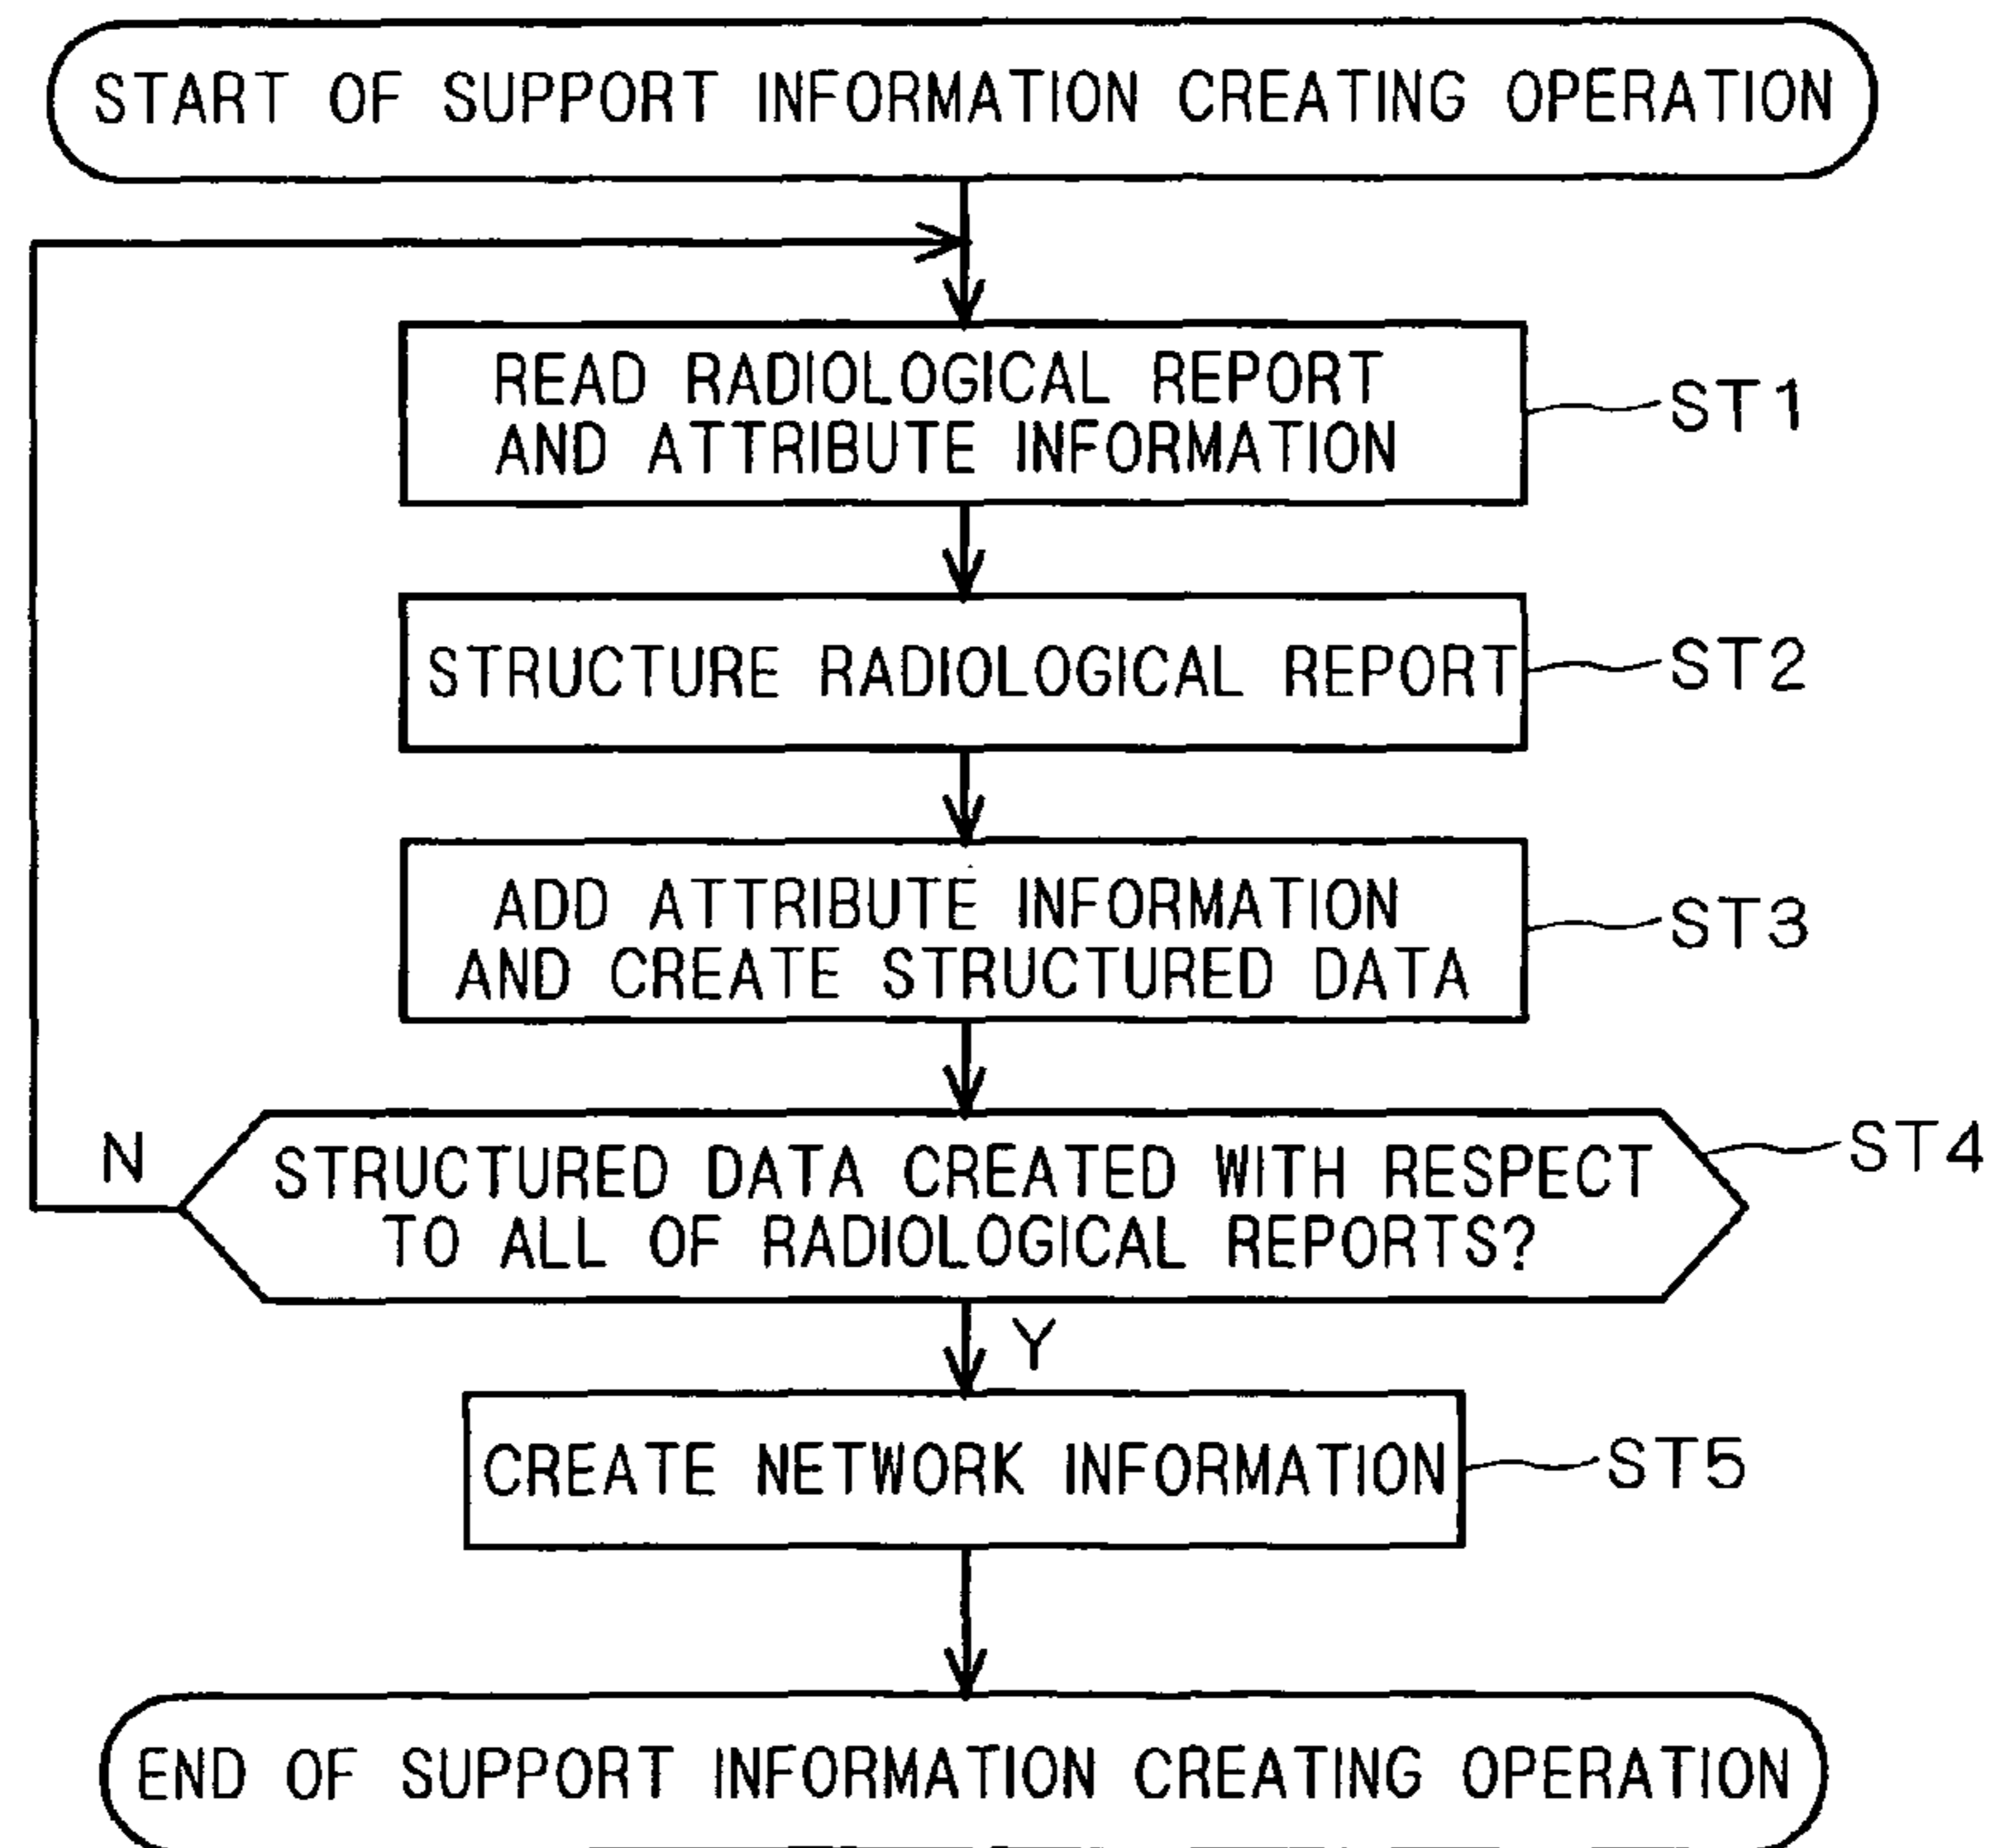 START OF SUPPORT INFORMATION CREATING OPERATION
READ RADIOLOGICAL REPORT
AND ATTRIBUTE INFORMATION
ST1
STRUCTURE RADIOLOGICAL REPORT
ST2
ADD ATTRIBUTE INFORMATION
AND CREATE STRUCTURED DATA
ST3
N
STRUCTURED DATA CREATED WITH RESPECT
TO ALL OF RADIOLOGICAL REPORTS?
ST4
Y
CREATE NETWORK INFORMATION
ST5
END OF SUPPORT INFORMATION CREATING OPERATION